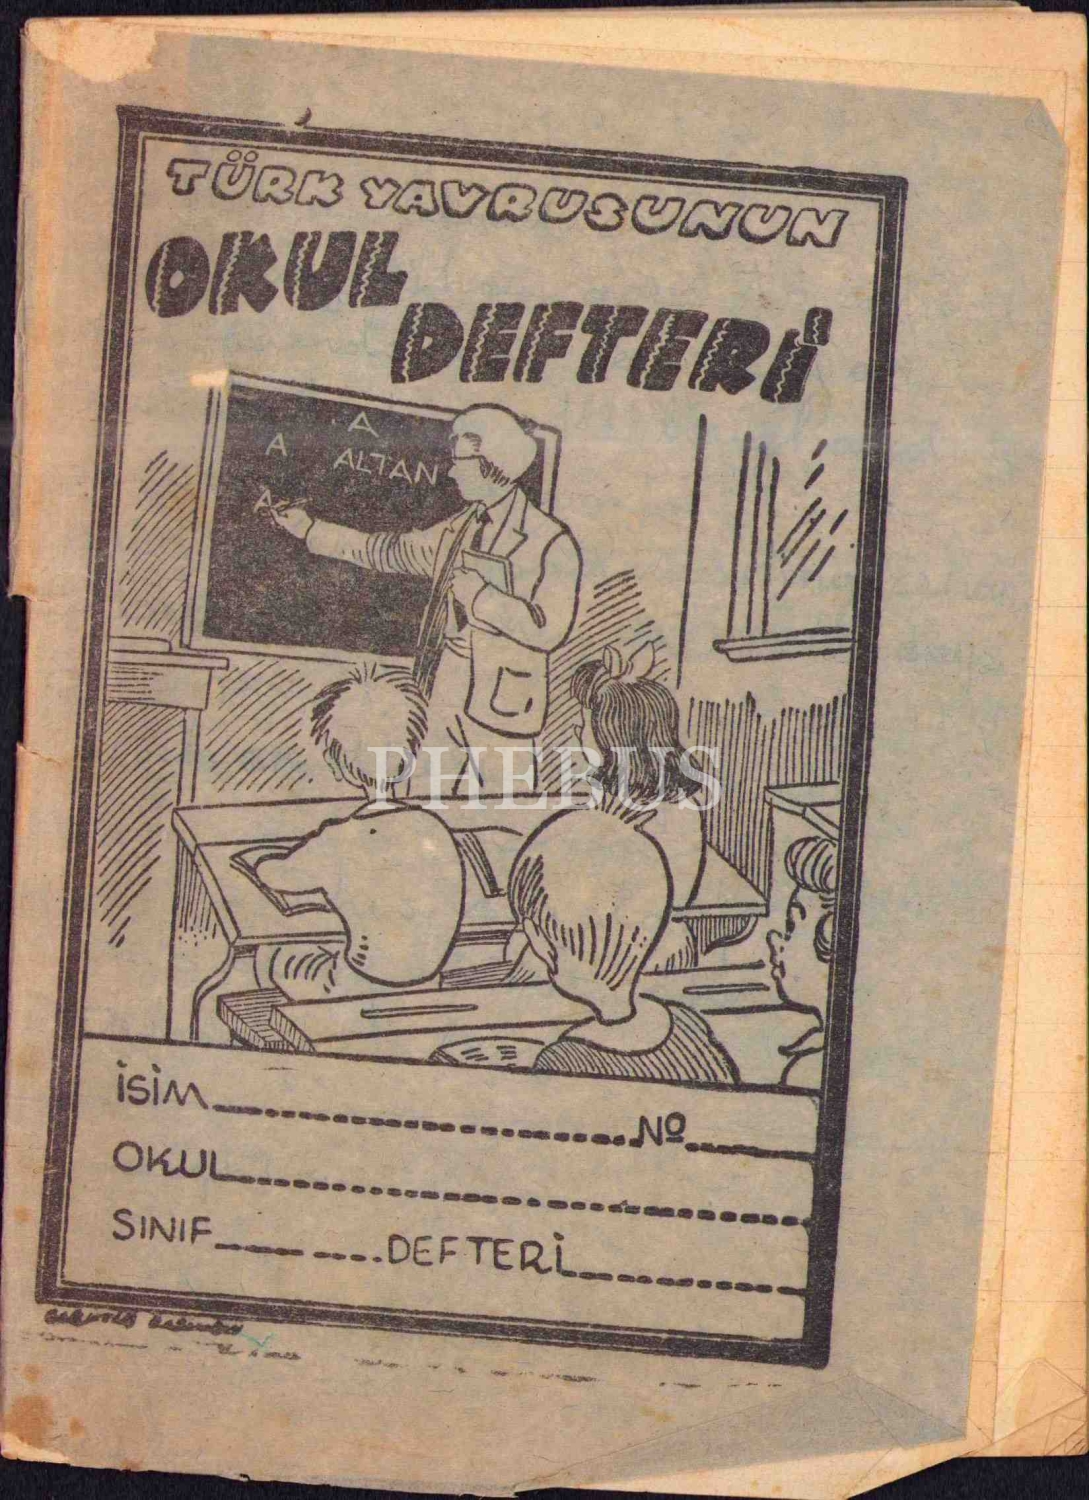 TÜRK YAVRUSUNUN
OKUL
DEFTERİ
A
A ALTAN
A
PHEBUS
İSİM No
OKUL
SINIF DEFTERİ